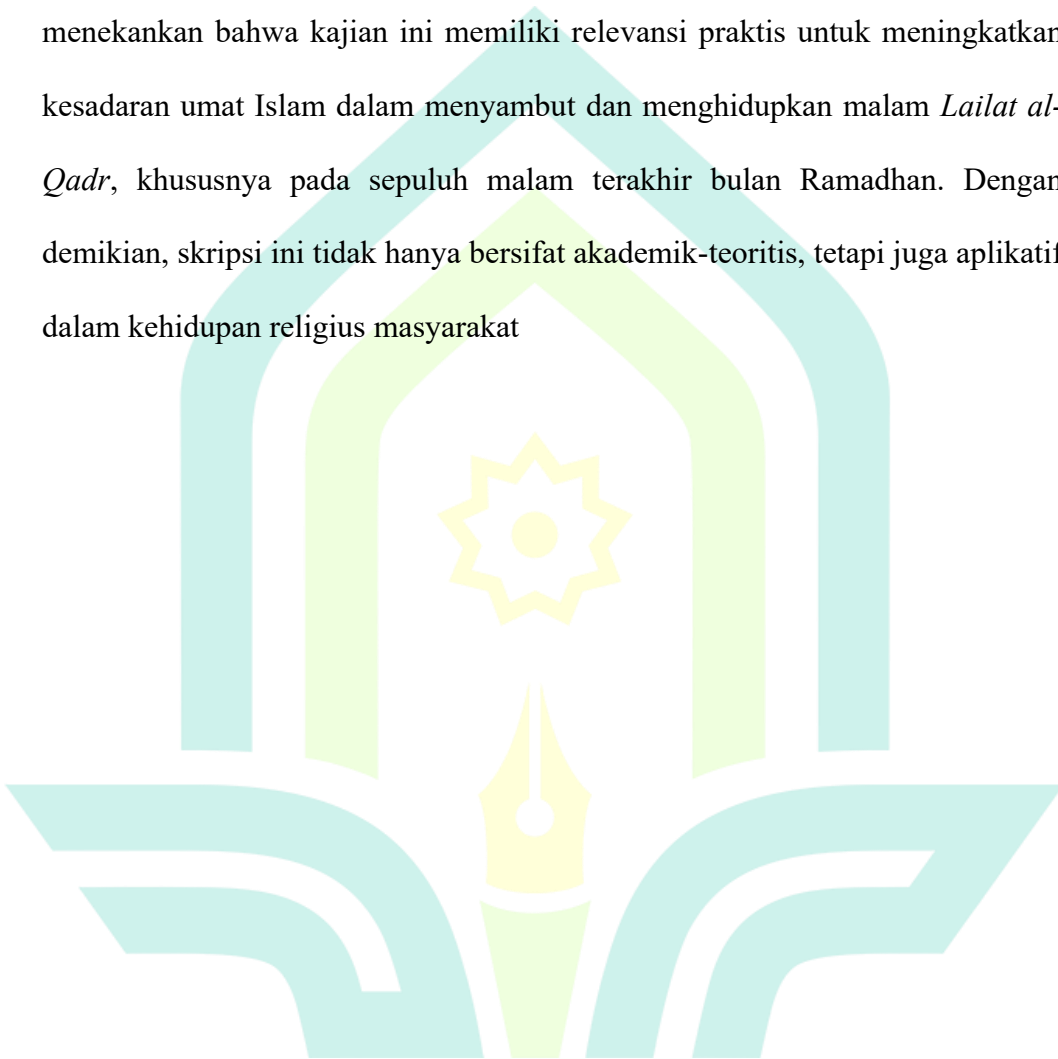 menekankan bahwa kajian ini memiliki relevansi praktis untuk meningkatkan
kesadaran umat Islam dalam menyambut dan menghidupkan malam Lailat al-
Qadr, khususnya pada sepuluh malam terakhir bulan Ramadhan. Dengan
demikian, skripsi ini tidak hanya bersifat akademik-teoritis, tetapi juga aplikatif
dalam kehidupan religius masyarakat